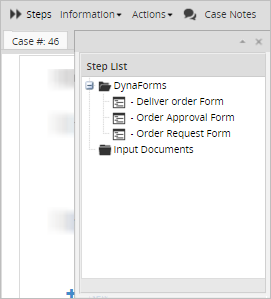 Steps Information Actions Case Notes
Case #: 46
Step List
DynaForms
- Deliver order Form
- Order Approval Form
- Order Request Form
Input Documents